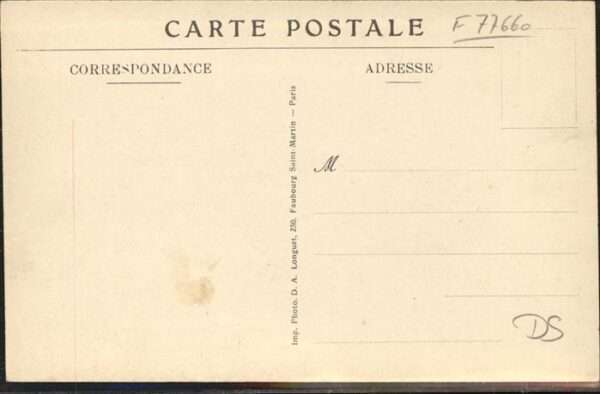 CARTE POSTALE
F 77660
CORRESPONDANCE
ADRESSE
Imp. Photo. D. A. Longuet, 250, Faubourg Saint-Martin — Paris
M
DS